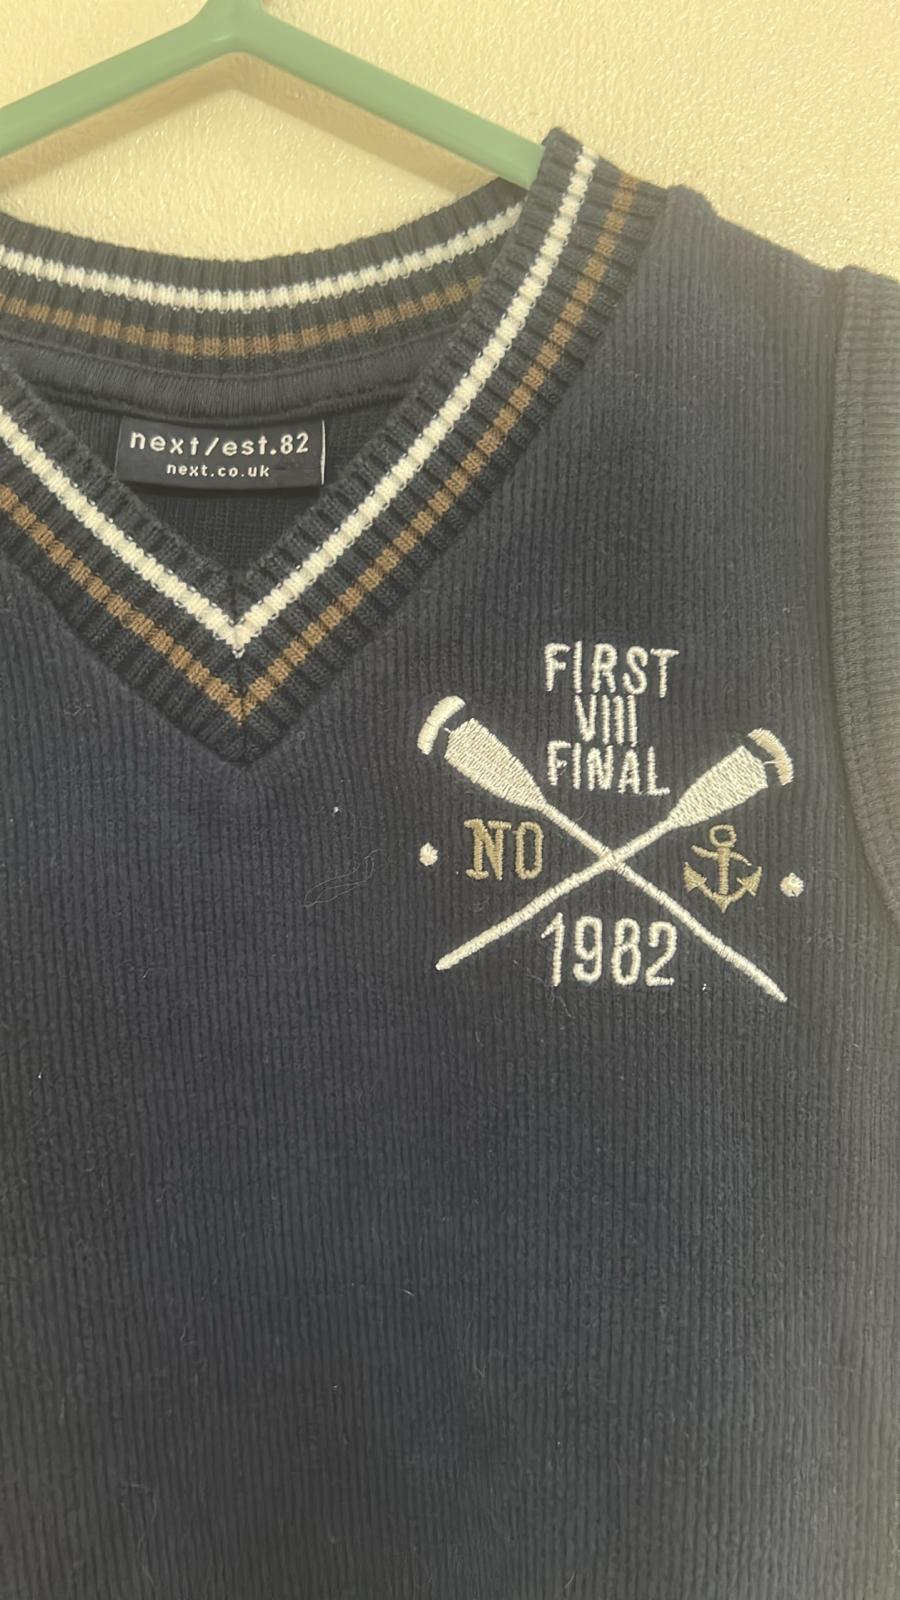 next/est.82
next.co.uk
FIRST
VIII
FINAL
NO
1982